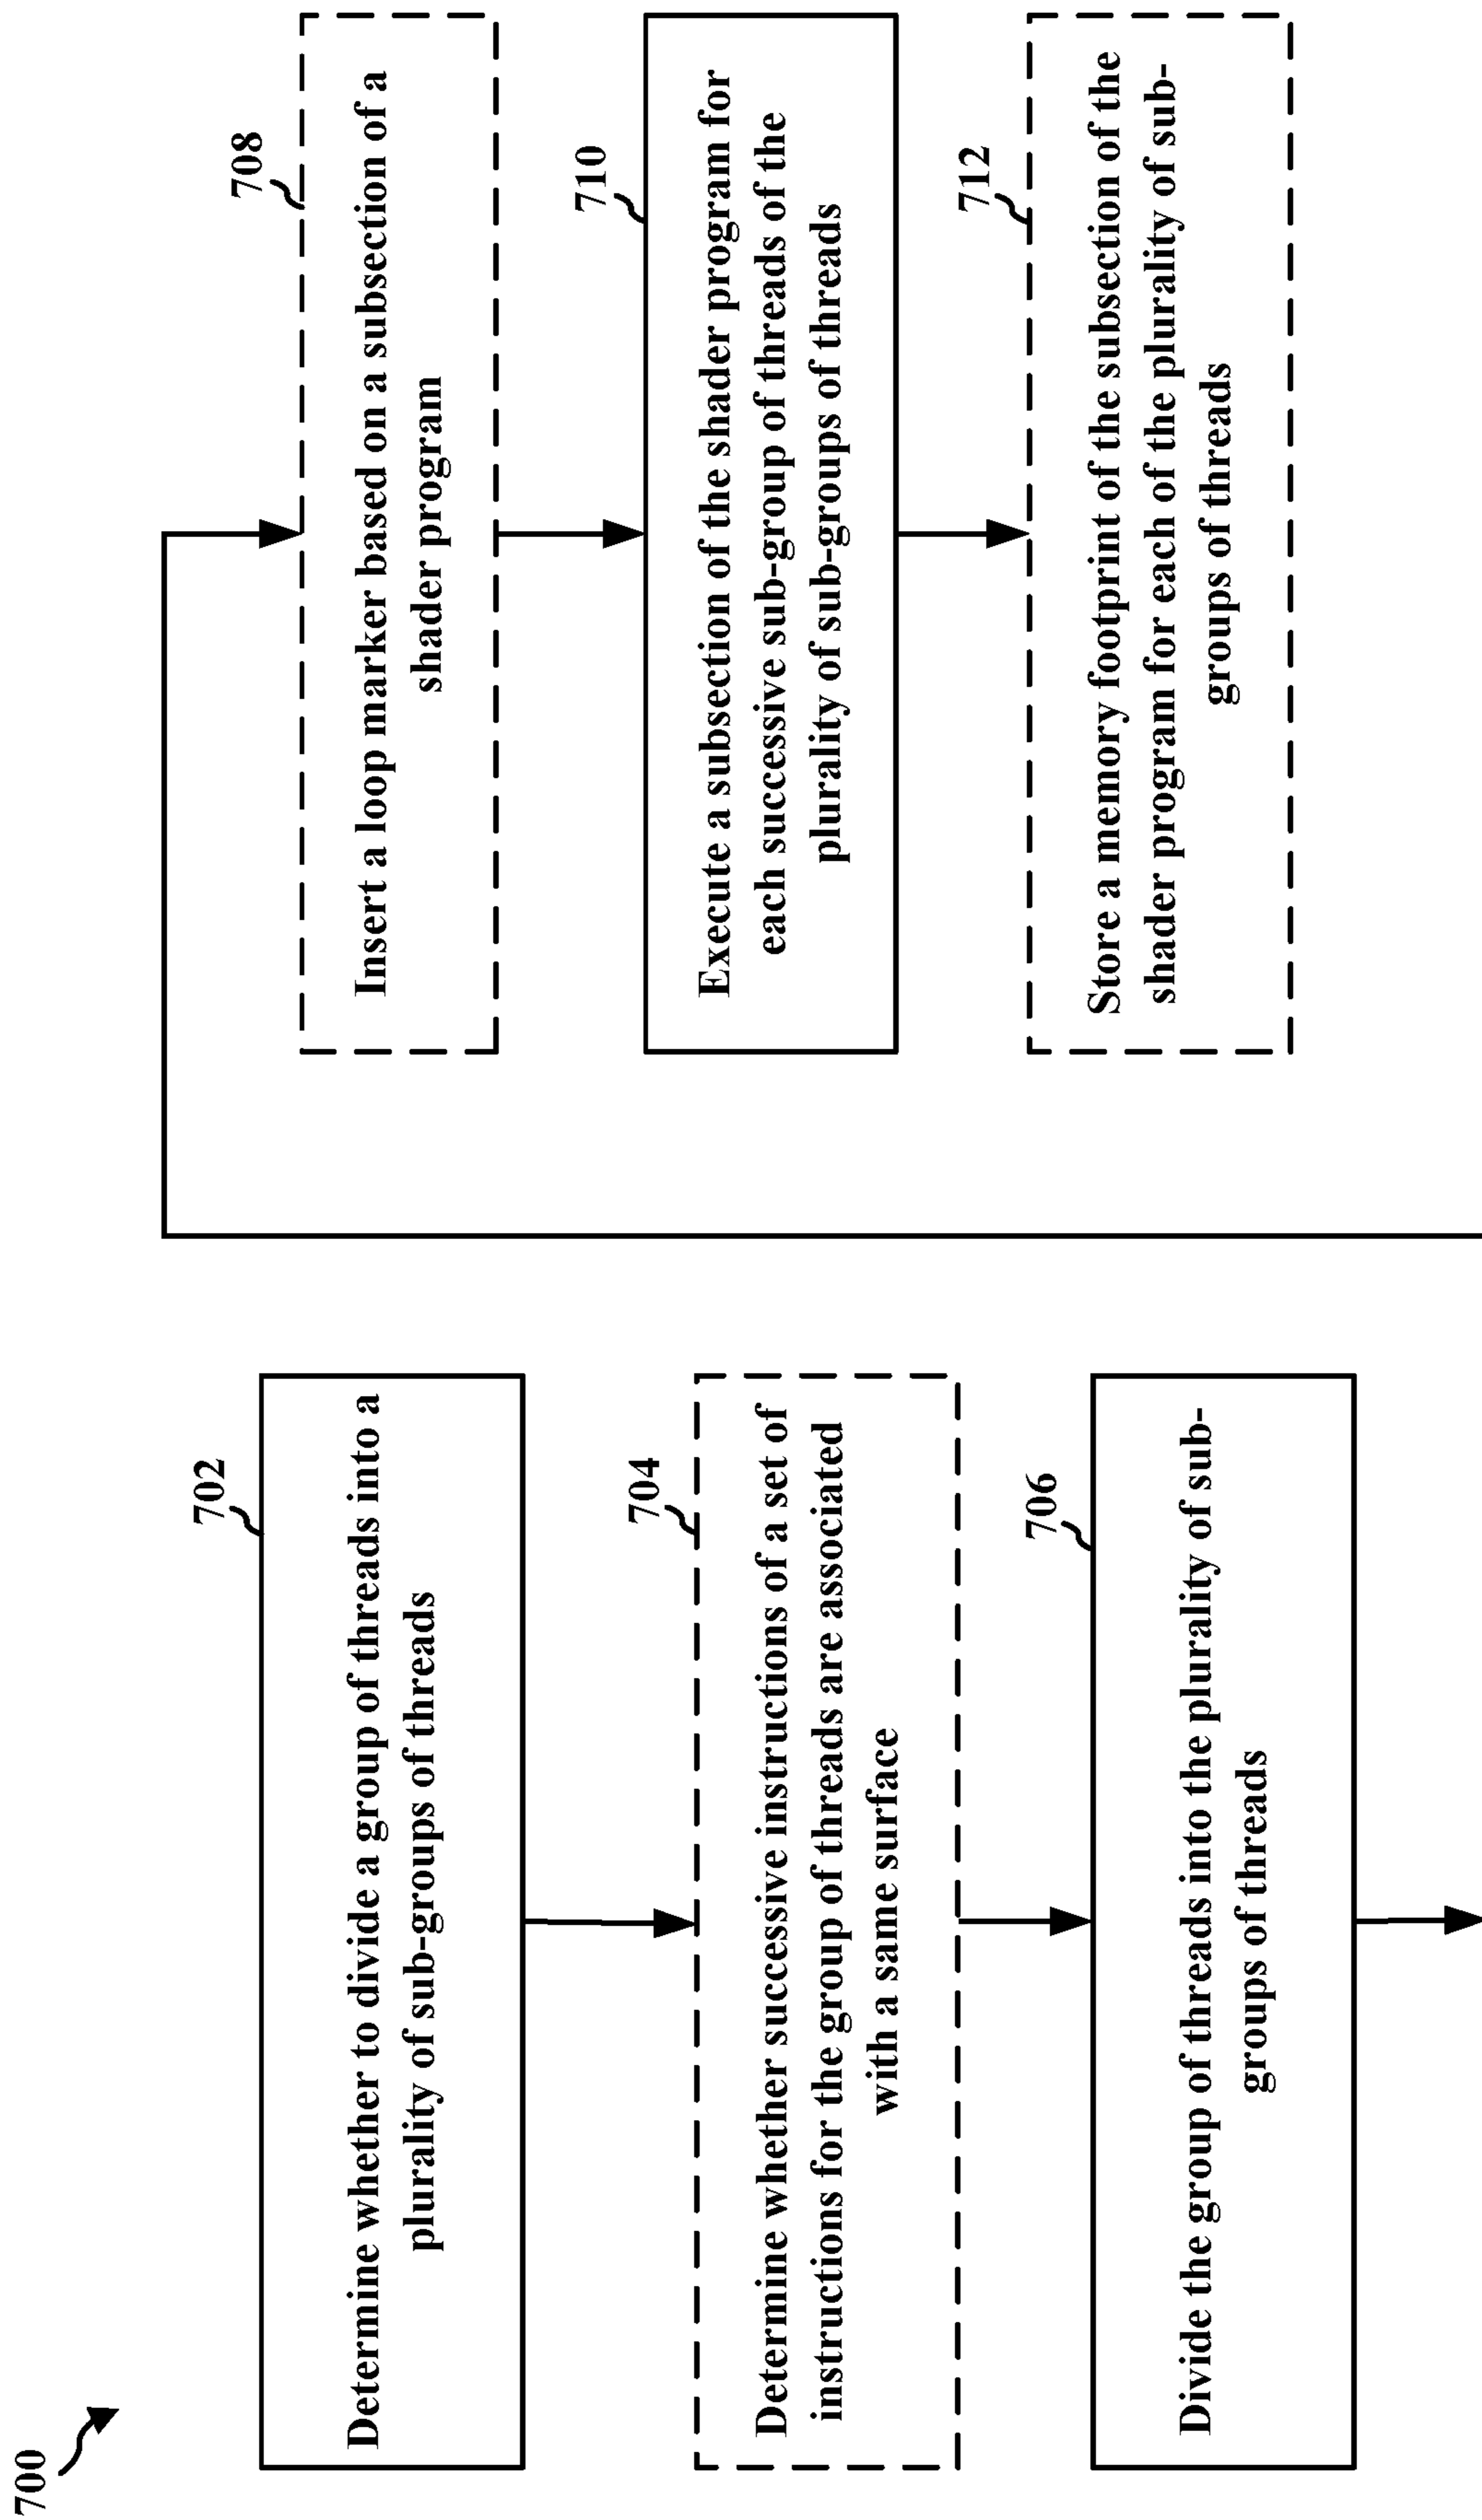 700
702
Determine whether to divide a group of threads into a
plurality of sub-groups of threads
704
Determine whether successive instructions of a set of
instructions for the group of threads are associated
with a same surface
706
Divide the group of threads into the plurality of sub-
groups of threads
708
Insert a loop marker based on a subsection of a
shader program
710
Execute a subsection of the shader program for
each successive sub-group of threads of the
plurality of sub-groups of threads
712
Store a memory footprint of the subsection of the
shader program for each of the plurality of sub-
groups of threads